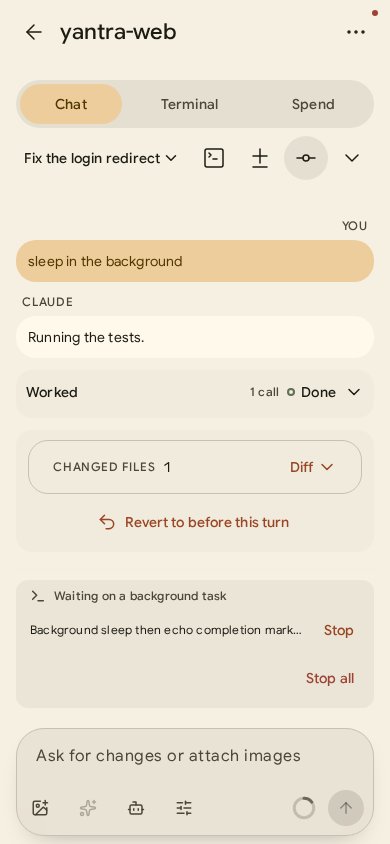 yantra-web
Chat
Terminal
Spend
Fix the login redirect
YOU
sleep in the background
CLAUDE
Running the tests.
Worked
1 call
Done
CHANGED FILES 1
Diff
Revert to before this turn
Waiting on a background task
Background sleep then echo completion mark...
Stop
Stop all
Ask for changes or attach images